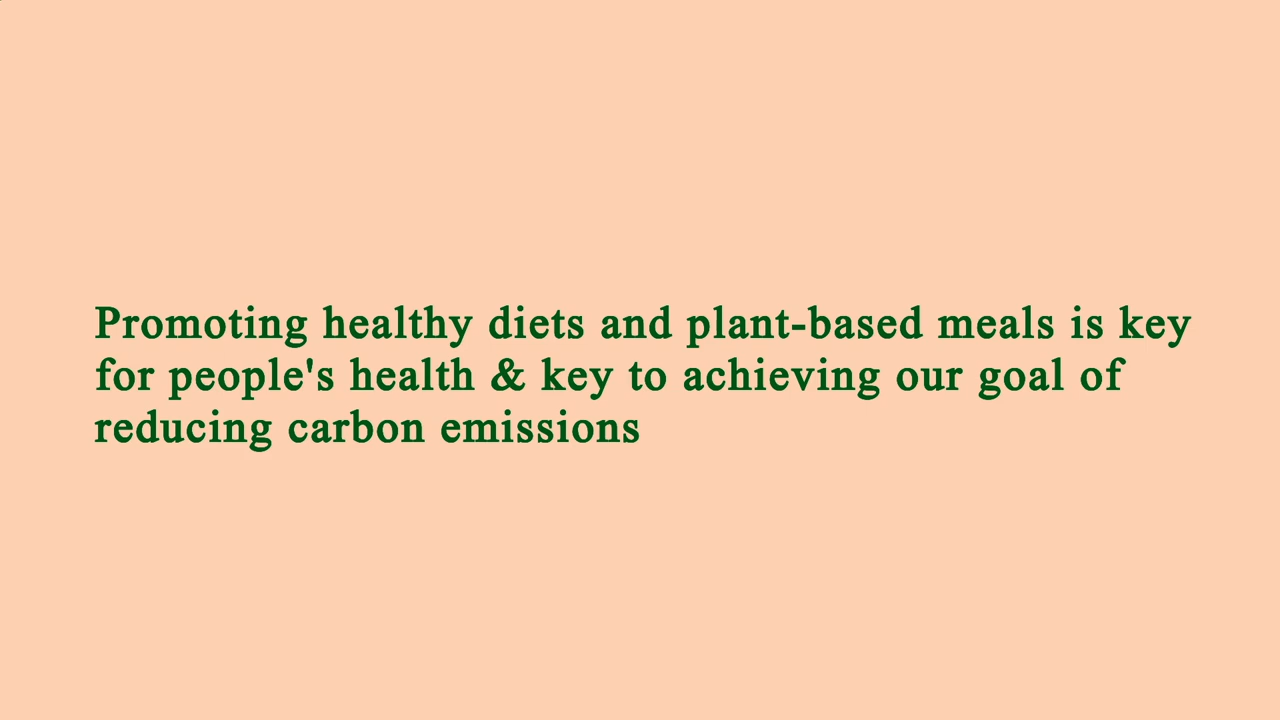 Promoting healthy diets and plant-based meals is key
for people's health & key to achieving our goal of
reducing carbon emissions